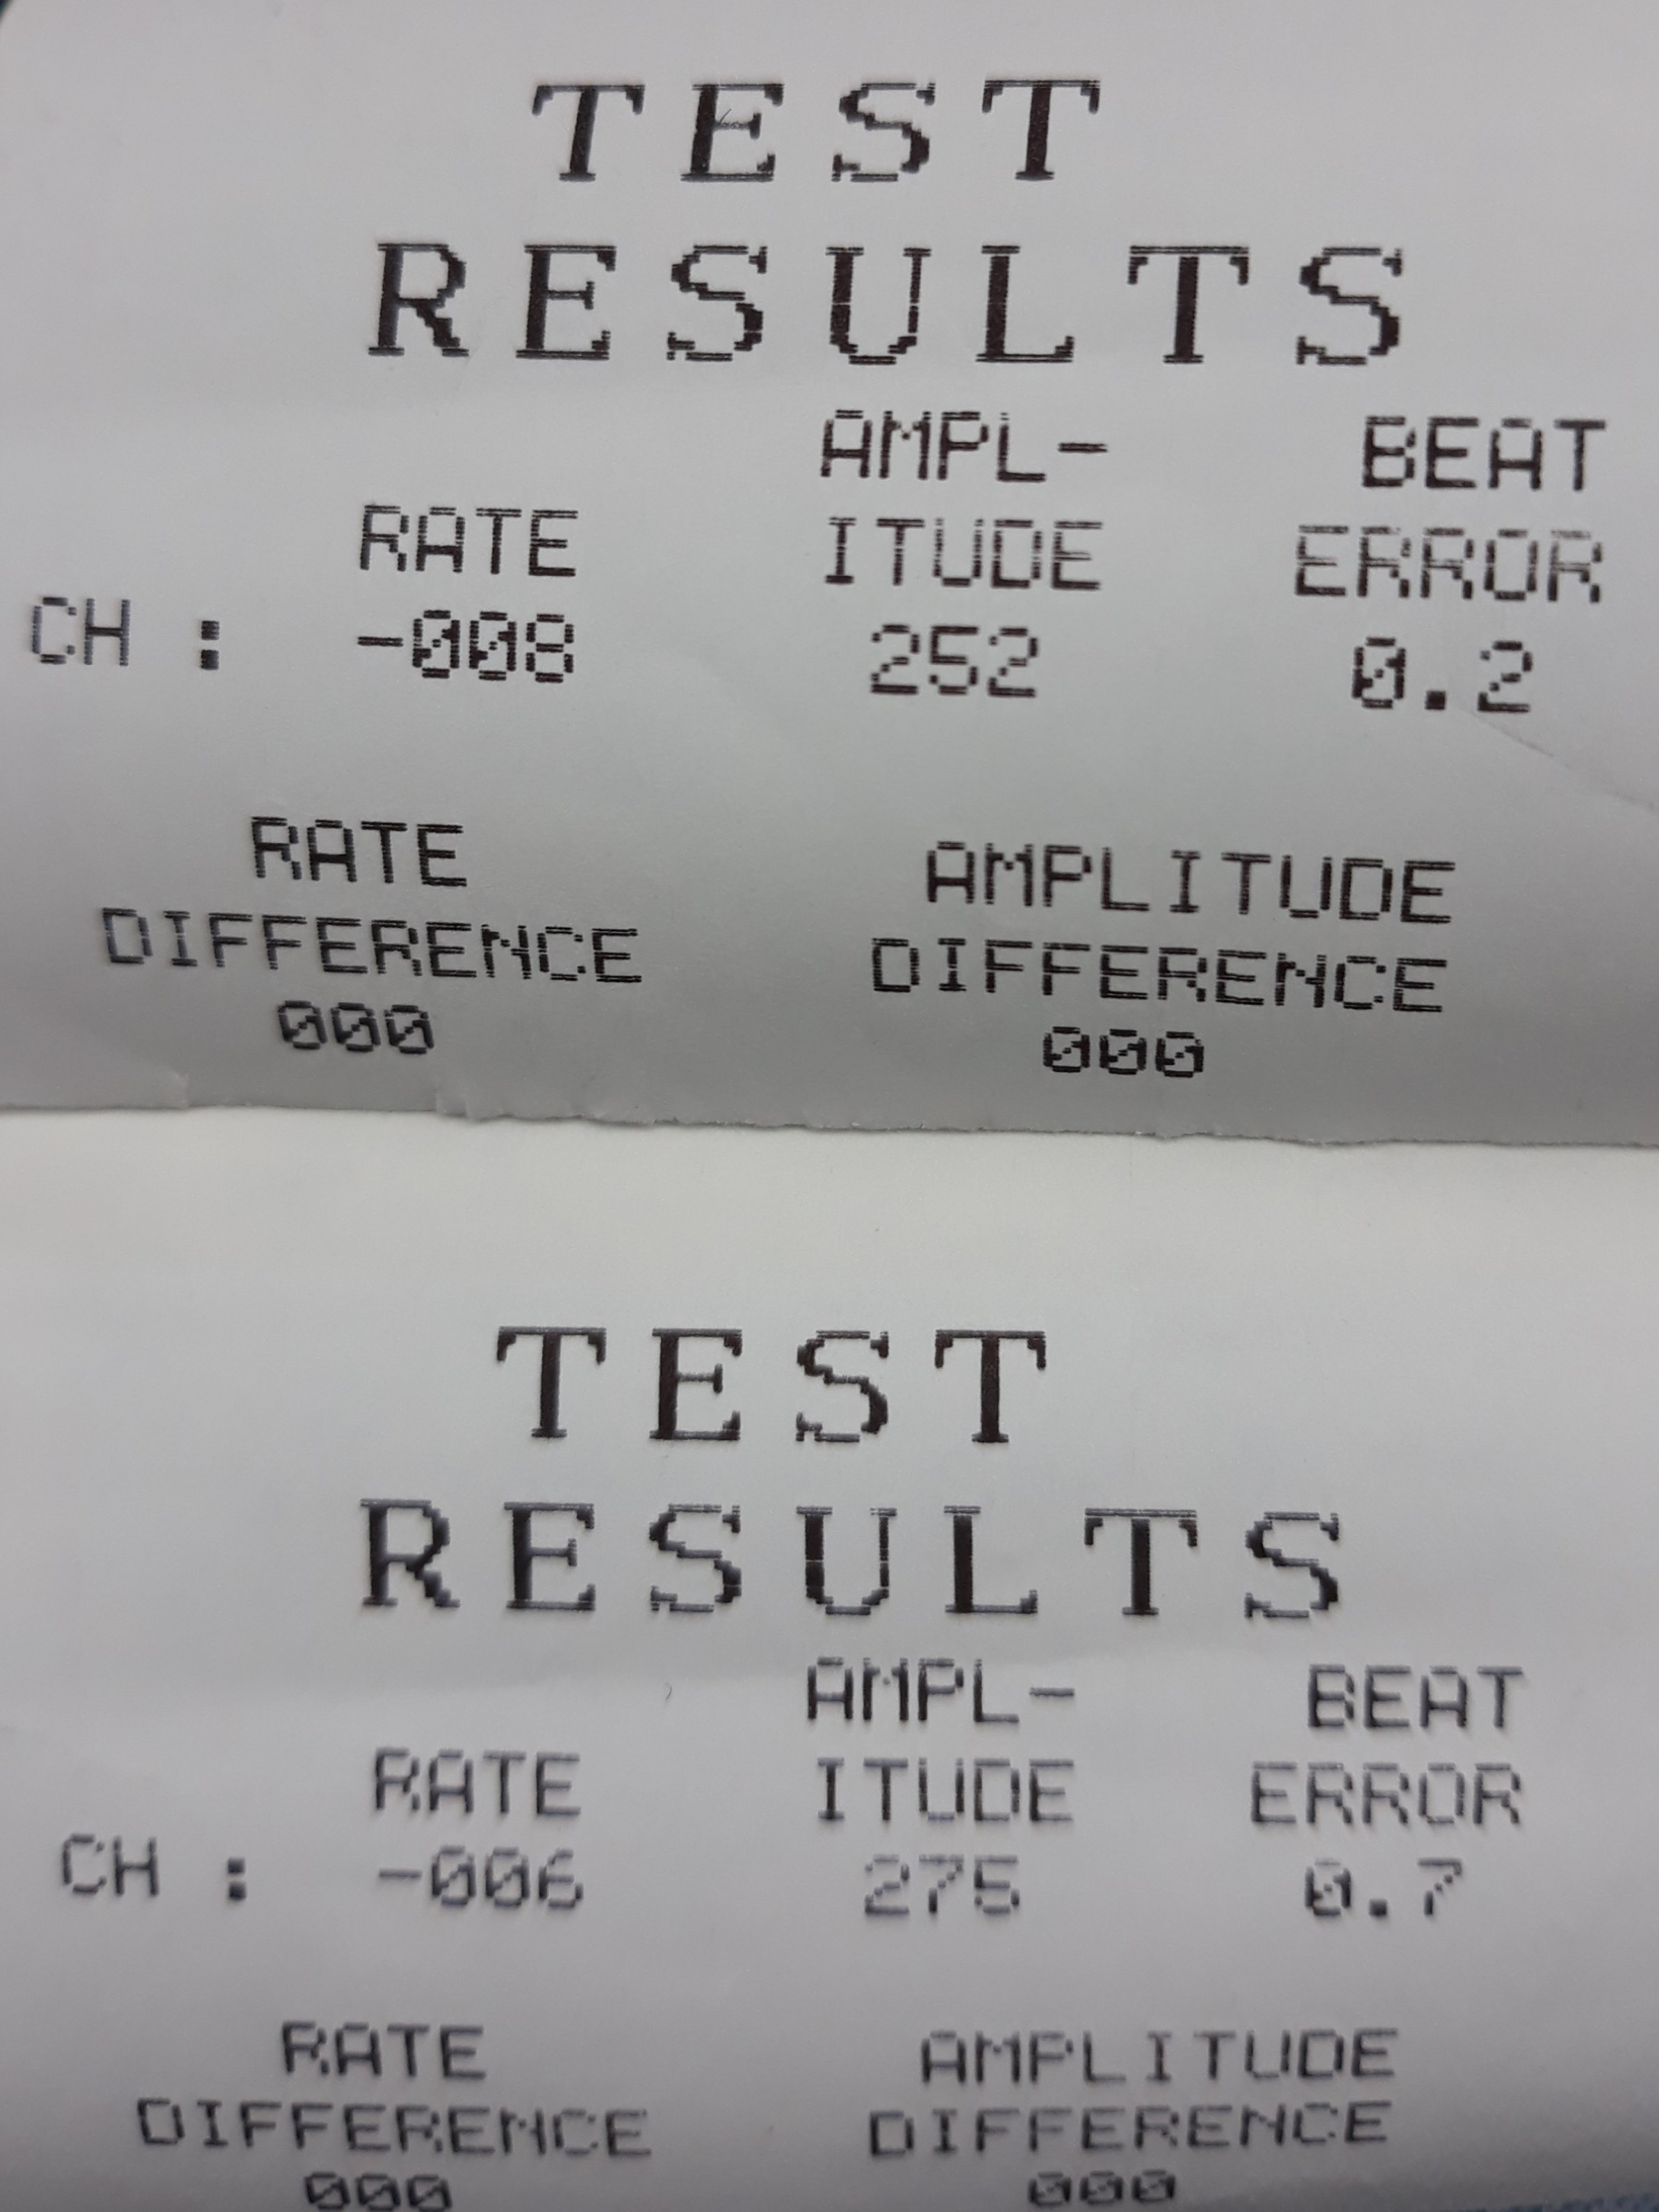 TEST
RESULTS
AMPL- BEAT
RATE ITUDE ERROR
CH : -008 252 0.2
RATE AMPLITUDE
DIFFERENCE DIFFERENCE
000 000
TEST
RESULTS
AMPL- BEAT
RATE ITUDE ERROR
CH : -006 275 0.7
RATE AMPLITUDE
DIFFERENCE DIFFERENCE
000 000